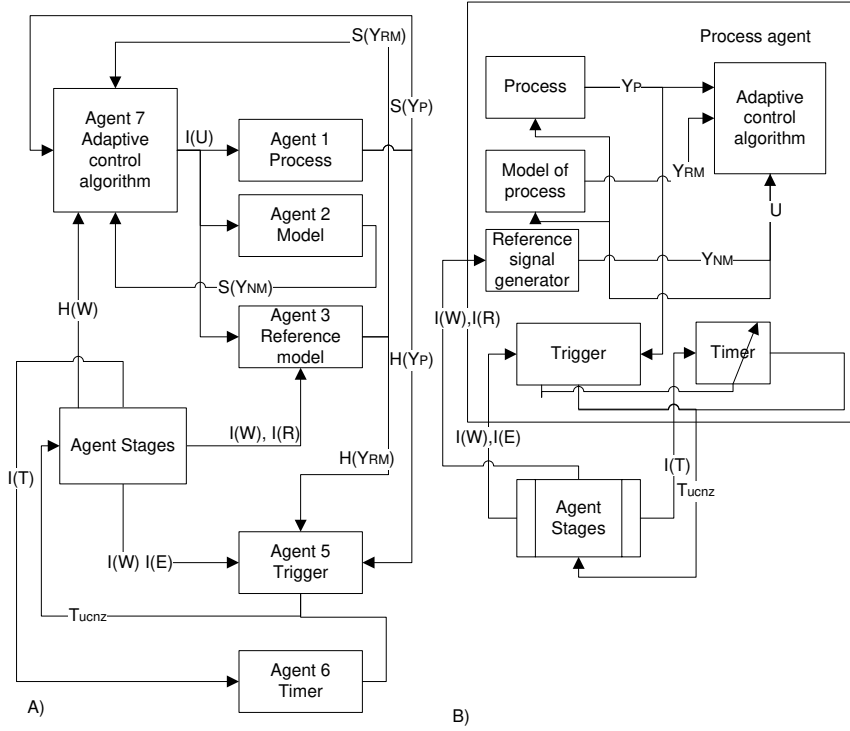 S(YRM)
S(YP)
Agent 7
Adaptive
control
algorithm
I(U)
Agent 1
Process
Agent 2
Model
S(YNM)
Agent 3
Reference
model
H(W)
H(YP)
Agent Stages
I(W), I(R)
H(YRM)
I(T)
I(W) I(E)
Agent 5
Trigger
Tucnz
Agent 6
Timer
A)
Process agent
Process
YP
Adaptive
control
algorithm
Model of
process
YRM
U
Reference
signal
generator
YNM
I(W),I(R)
Trigger
Timer
I(W),I(E)
I(T)
Tucnz
Agent
Stages
B)